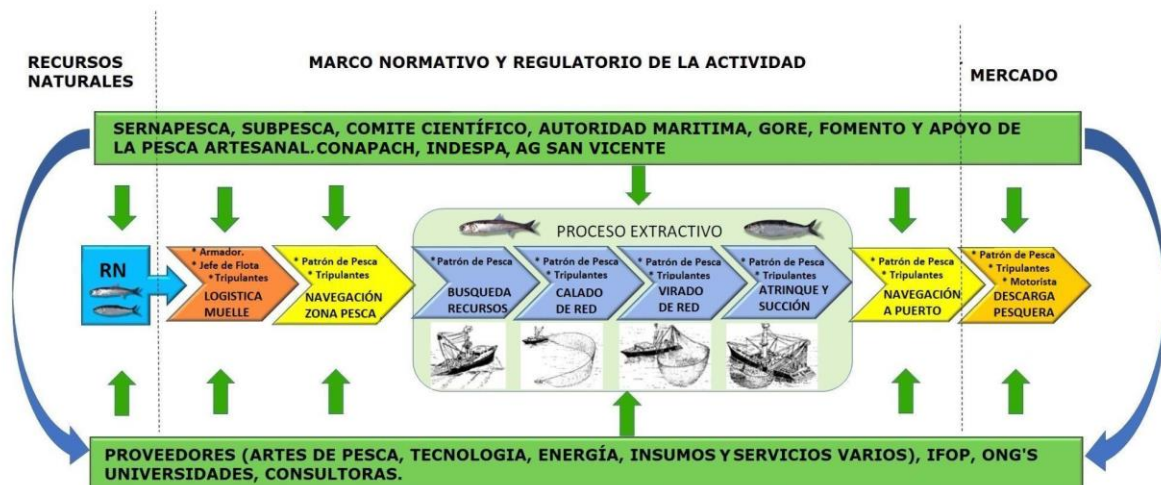 RECURSOS
NATURALES
MARCO NORMATIVO Y REGULATORIO DE LA ACTIVIDAD
MERCADO
SERNAPESCA, SUBPESCA, COMITE CIENTÍFICO, AUTORIDAD MARITIMA, GORE, FOMENTO Y APOYO DE
LA PESCA ARTESANAL.CONAPACH, INDESPA, AG SAN VICENTE
PROCESO EXTRACTIVO
RN
* Armador.
* Jefe de Flota
* Tripulantes
LOGISTICA
MUELLE
* Patrón de Pesca
* Tripulantes
NAVEGACIÓN
ZONA PESCA
* Patrón de Pesca
BUSQUEDA
RECURSOS
* Patrón de Pesca
* Tripulantes
CALADO
DE RED
* Patrón de Pesca
* Tripulantes
VIRADO
DE RED
* Patrón de Pesca
* Tripulantes
ATRINQUE Y
SUCCIÓN
* Patrón de Pesca
* Tripulantes
NAVEGACIÓN
A PUERTO
* Patrón de Pesca
* Tripulantes
* Motorista
DESCARGA
PESQUERA
PROVEEDORES (ARTES DE PESCA, TECNOLOGIA, ENERGÍA, INSUMOS Y SERVICIOS VARIOS), IFOP, ONG'S
UNIVERSIDADES, CONSULTORAS.